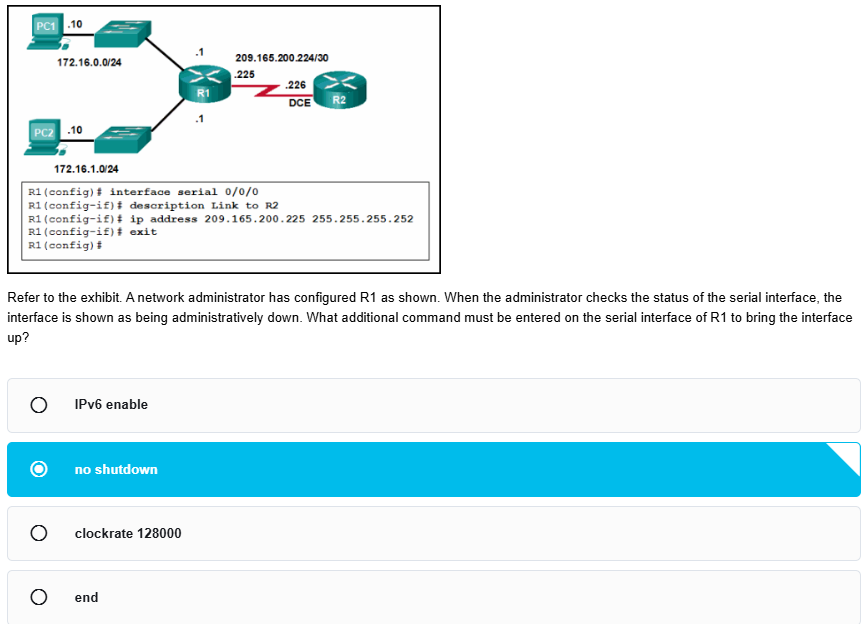 PC1 .10
172.16.0.0/24
.1
209.165.200.224/30
.225
.226
R1
DCE
R2
.1
PC2 .10
172.16.1.0/24
R1(config)# interface serial 0/0/0
R1(config-if)# description Link to R2
R1(config-if)# ip address 209.165.200.225 255.255.255.252
R1(config-if)# exit
R1(config)#
Refer to the exhibit. A network administrator has configured R1 as shown. When the administrator checks the status of the serial interface, the
interface is shown as being administratively down. What additional command must be entered on the serial interface of R1 to bring the interface
up?
IPv6 enable
no shutdown
clockrate 128000
end